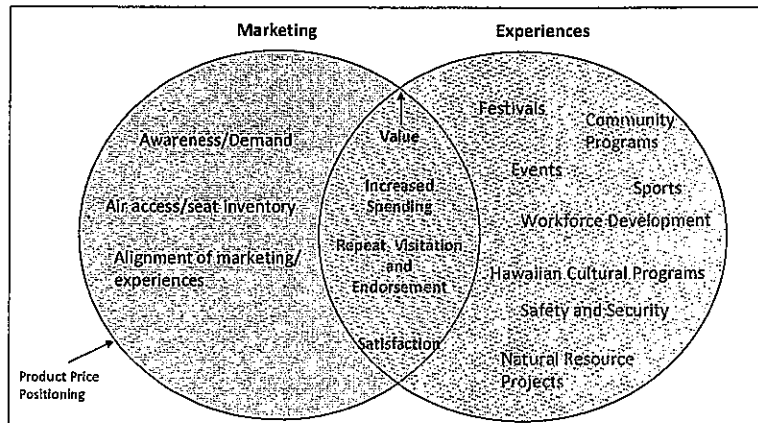 Marketing
Experiences
Awareness/Demand
Air access/seat inventory
Alignment of marketing/
experiences
Product Price
Positioning
Value
Increased
Spending
Repeat, Visitation
and
Endorsement
Satisfaction
Festivals
Community
Programs
Events
Sports
Workforce Development
Hawaiian Cultural Programs
Safety and Security
Natural Resource
Projects